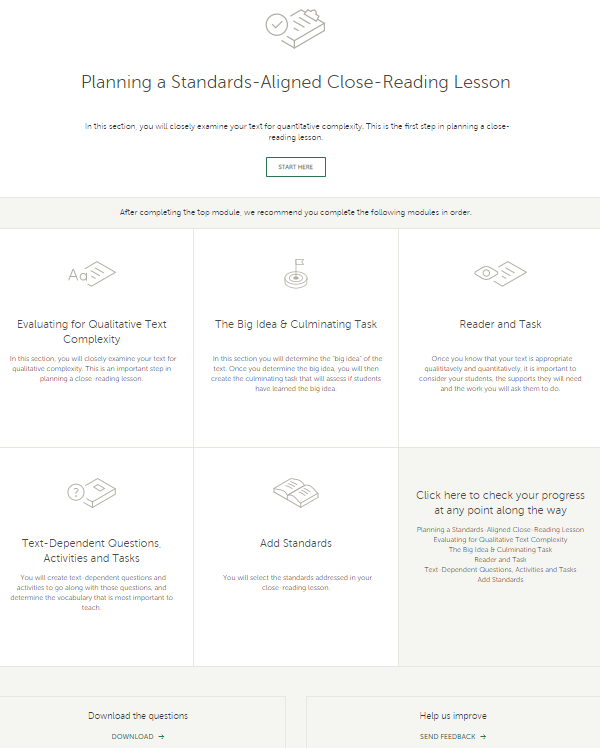 Planning a Standards-Aligned Close-Reading Lesson
In this section, you will closely examine your text for quantitative complexity. This is the first step in planning a close-
reading lesson.
START HERE
After completing the top module, we recommend you complete the following modules in order.
Aa
Evaluating for Qualitative Text
Complexity
In this section, you will closely examine your text for
qualitative complexity. This is an important step in
planning a close-reading lesson.
The Big Idea & Culminating Task
In this section you will determine the "big idea" of the
text. Once you determine the big idea, you will then
create the culminating task that will assess if students
have learned the big idea.
Reader and Task
Once you know that your text is appropriate
qualititavely and quantitatively, it is important to
consider your students, the supports they will need
and the work you will ask them to do.
?
Text-Dependent Questions,
Activities and Tasks
You will create text-dependent questions and
activities to go along with those questions, and
determine the vocabulary that is most important to
teach.
Add Standards
You will select the standards addressed in your
close-reading lesson.
Click here to check your progress
at any point along the way
Planning a Standards-Aligned Close-Reading Lesson
Evaluating for Qualitative Text Complexity
The Big Idea & Culminating Task
Reader and Task
Text-Dependent Questions, Activities and Tasks
Add Standards
Download the questions
DOWNLOAD →
Help us improve
SEND FEEDBACK →